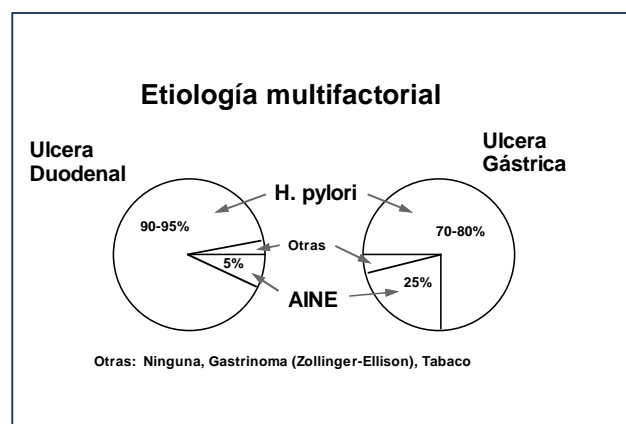 Etiología multifactorial
Ulcera
Duodenal
Ulcera
Gástrica
H. pylori
90-95%
70-80%
Otras
5%
AINE
25%
Otras: Ninguna, Gastrinoma (Zollinger-Ellison), Tabaco